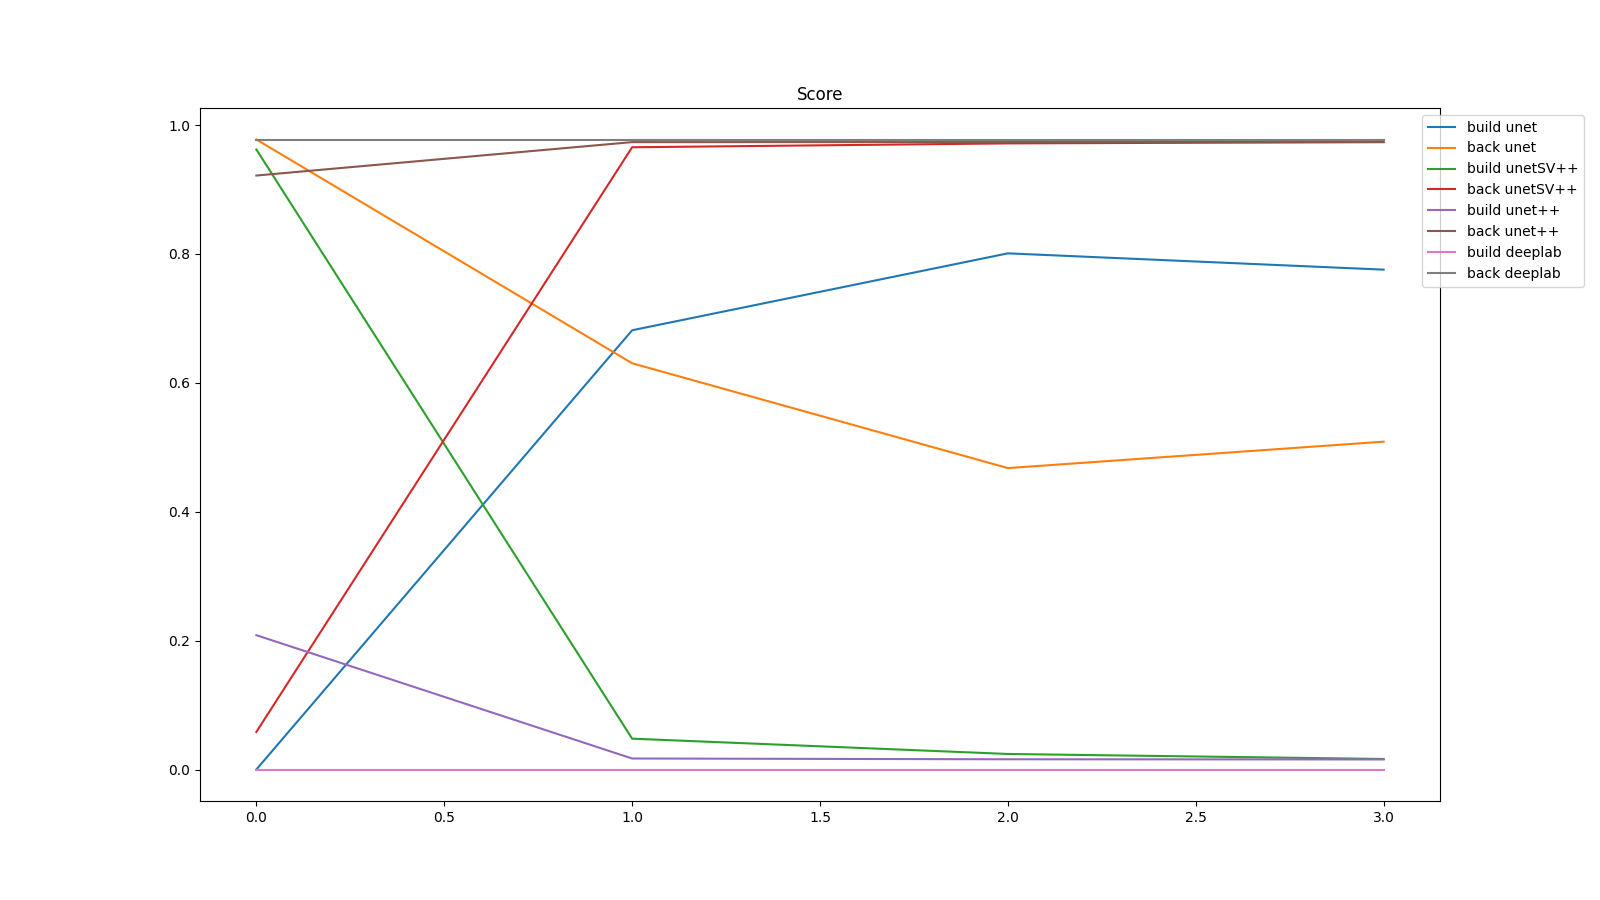 Score
1.0
0.8
0.6
0.4
0.2
0.0
0.0 0.5 1.0 1.5 2.0 2.5 3.0
build unet
back unet
build unetSV++
back unetSV++
build unet++
back unet++
build deeplab
back deeplab